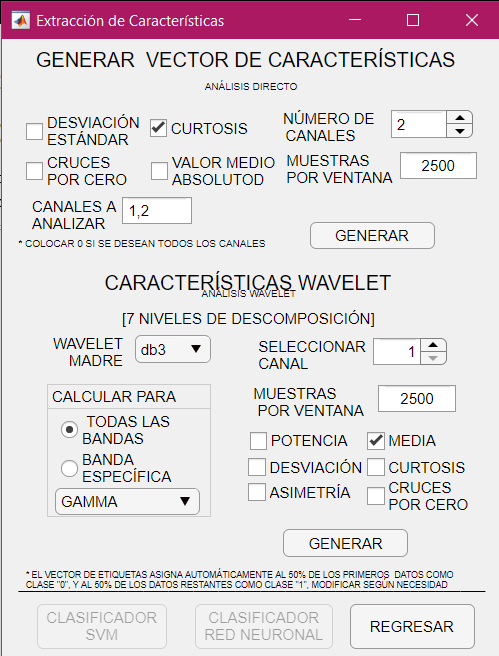 Extracción de Características
GENERAR VECTOR DE CARACTERÍSTICAS
ANÁLISIS DIRECTO
DESVIACIÓN
ESTÁNDAR
CURTOSIS
NÚMERO DE
CANALES
2
CRUCES
POR CERO
VALOR MEDIO
ABSOLUTOD
MUESTRAS
POR VENTANA
2500
CANALES A
ANALIZAR
1,2
* COLOCAR 0 SI SE DESEAN TODOS LOS CANALES
GENERAR
CARACTERÍSTICAS WAVELET
ANÁLISIS WAVELET
[7 NIVELES DE DESCOMPOSICIÓN]
WAVELET
MADRE
db3
SELECCIONAR
CANAL
1
CALCULAR PARA
TODAS LAS
BANDAS
BANDA
ESPECÍFICA
GAMMA
MUESTRAS
POR VENTANA
2500
POTENCIA
MEDIA
DESVIACIÓN
CURTOSIS
ASIMETRÍA
CRUCES
POR CERO
GENERAR
* EL VECTOR DE ETIQUETAS ASIGNA AUTOMÁTICAMENTE AL 50% DE LOS PRIMEROS DATOS COMO
CLASE "0", Y AL 50% DE LOS DATOS RESTANTES COMO CLASE "1", MODIFICAR SEGÚN NECESIDAD
CLASIFICADOR
SVM
CLASIFICADOR
RED NEURONAL
REGRESAR